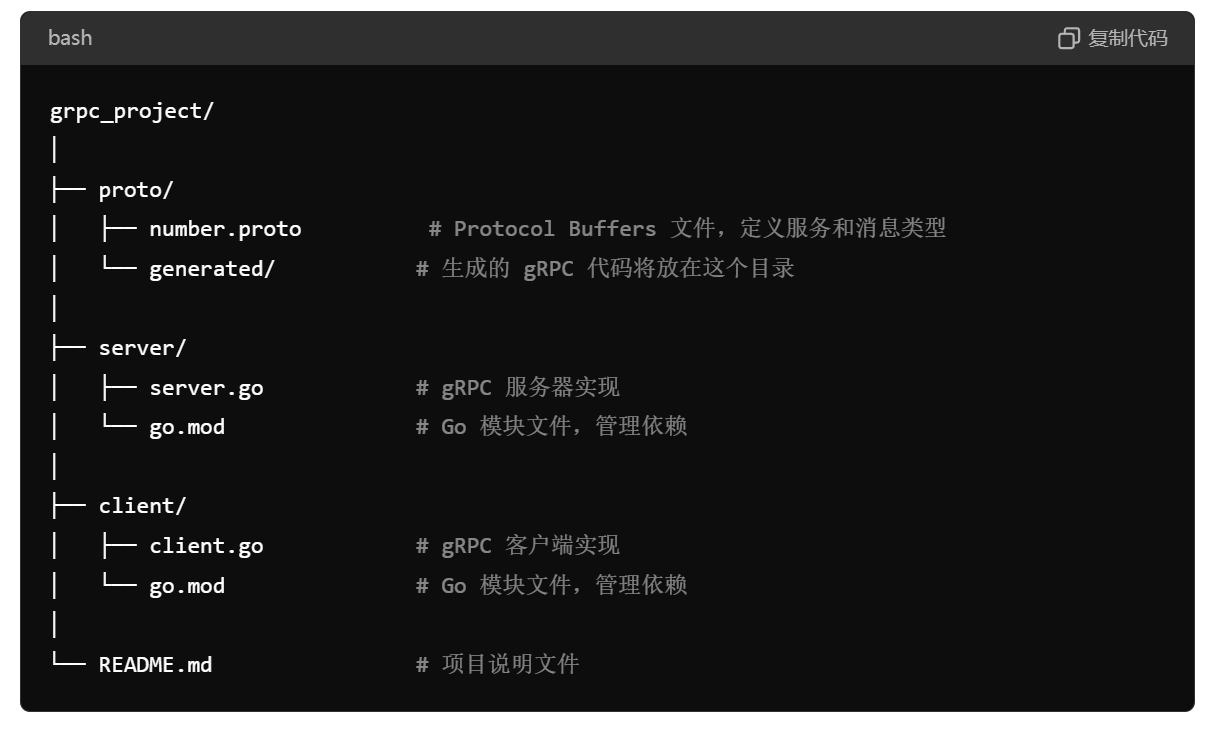 bash
复制代码
grpc_project/
│
├── proto/
│   ├── number.proto          # Protocol Buffers 文件，定义服务和消息类型
│   └── generated/           # 生成的 gRPC 代码将放在这个目录
│
├── server/
│   ├── server.go            # gRPC 服务器实现
│   └── go.mod               # Go 模块文件，管理依赖
│
├── client/
│   ├── client.go            # gRPC 客户端实现
│   └── go.mod               # Go 模块文件，管理依赖
│
└── README.md                # 项目说明文件